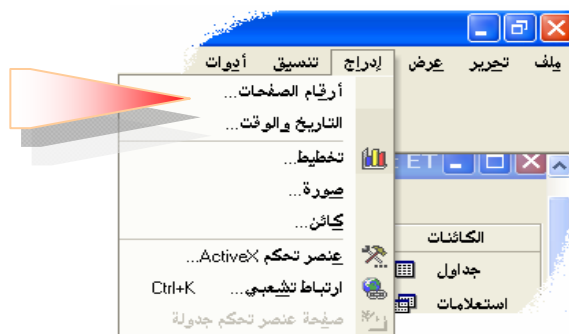 ملف تحرير عرض إدراج تنسيق أدوات
أرقام الصفحات...
التاريخ والوقت...
تخطيط...
صورة...
كائن...
عنصر تحكم ActiveX...
ارتباط تشعبي... Ctrl+K
صفحة عنصر تحكم جدولة
ET
الكائنات
جداول
استعلامات